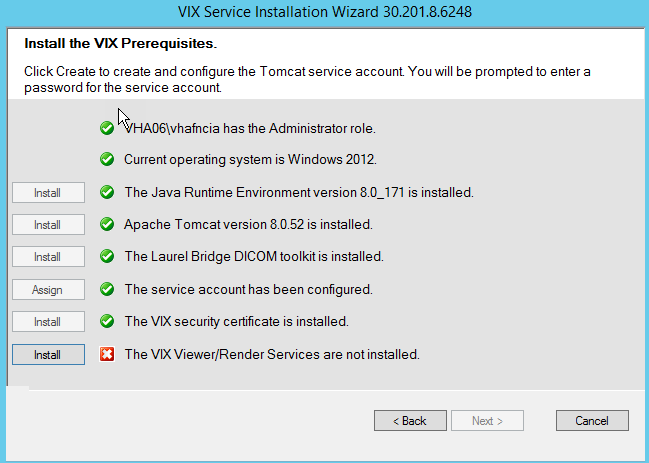 VIX Service Installation Wizard 30.201.8.6248
Install the VIX Prerequisites.
Click Create to create and configure the Tomcat service account. You will be prompted to enter a
password for the service account.
VHA06\vhafncia has the Administrator role.
Current operating system is Windows 2012.
Install The Java Runtime Environment version 8.0_171 is installed.
Install Apache Tomcat version 8.0.52 is installed.
Install The Laurel Bridge DICOM toolkit is installed.
Assign The service account has been configured.
Install The VIX security certificate is installed.
Install The VIX Viewer/Render Services are not installed.
< Back Next > Cancel